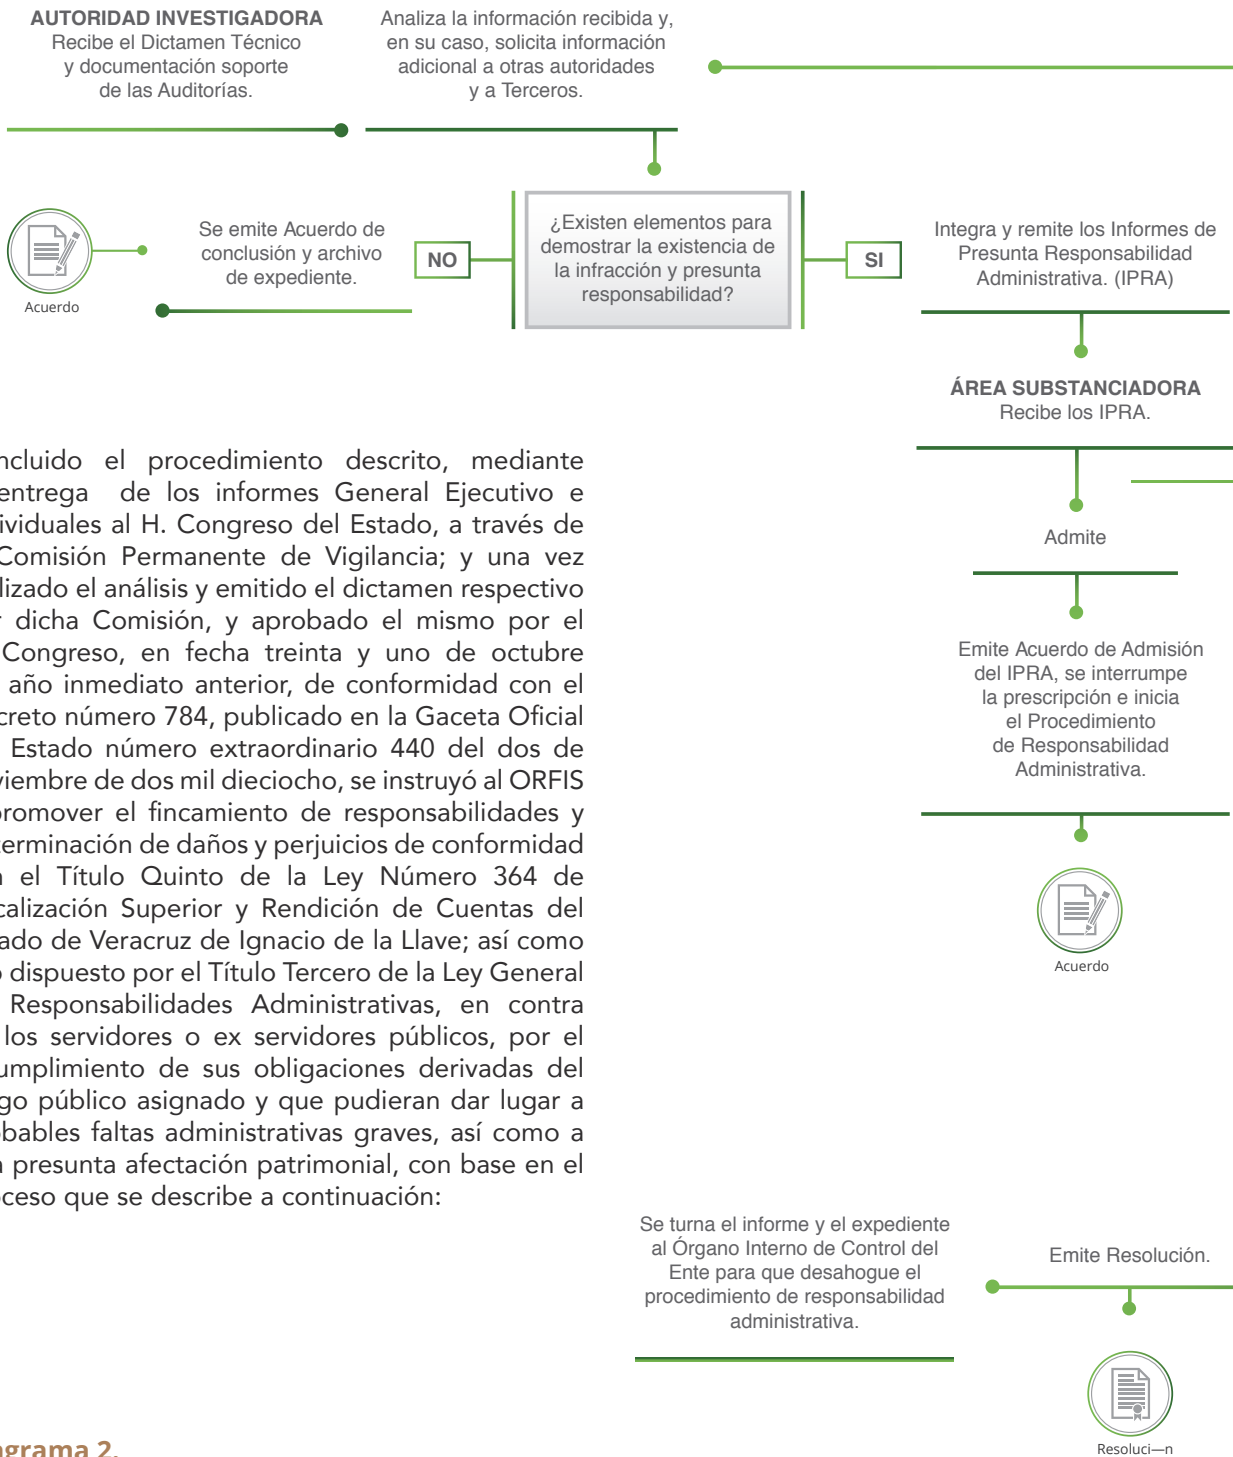 AUTORIDAD INVESTIGADORA
Recibe el Dictamen Técnico
y documentación soporte
de las Auditorías.
Analiza la información recibida y,
en su caso, solicita información
adicional a otras autoridades
y a Terceros.
Acuerdo
Se emite Acuerdo de
conclusión y archivo
de expediente.
NO
¿Existen elementos para
demostrar la existencia de
la infracción y presunta
responsabilidad?
SI
Integra y remite los Informes de
Presunta Responsabilidad
Administrativa. (IPRA)
ÁREA SUBSTANCIADORA
Recibe los IPRA.
Admite
Emite Acuerdo de Admisión
del IPRA, se interrumpe
la prescripción e inicia
el Procedimiento
de Responsabilidad
Administrativa.
Acuerdo
ncluido el procedimiento descrito, mediante
entrega de los informes General Ejecutivo e
ividuales al H. Congreso del Estado, a través de
Comisión Permanente de Vigilancia; y una vez
lizado el análisis y emitido el dictamen respectivo
r dicha Comisión, y aprobado el mismo por el
Congreso, en fecha treinta y uno de octubre
año inmediato anterior, de conformidad con el
creto número 784, publicado en la Gaceta Oficial
Estado número extraordinario 440 del dos de
viembre de dos mil dieciocho, se instruyó al ORFIS
promover el fincamiento de responsabilidades y
terminación de daños y perjuicios de conformidad
n el Título Quinto de la Ley Número 364 de
calización Superior y Rendición de Cuentas del
ado de Veracruz de Ignacio de la Llave; así como
o dispuesto por el Título Tercero de la Ley General
Responsabilidades Administrativas, en contra
los servidores o ex servidores públicos, por el
umplimiento de sus obligaciones derivadas del
go público asignado y que pudieran dar lugar a
obables faltas administrativas graves, así como a
a presunta afectación patrimonial, con base en el
oceso que se describe a continuación:
Se turna el informe y el expediente
al Órgano Interno de Control del
Ente para que desahogue el
procedimiento de responsabilidad
administrativa.
Emite Resolución.
Resoluci—n
agrama 2.